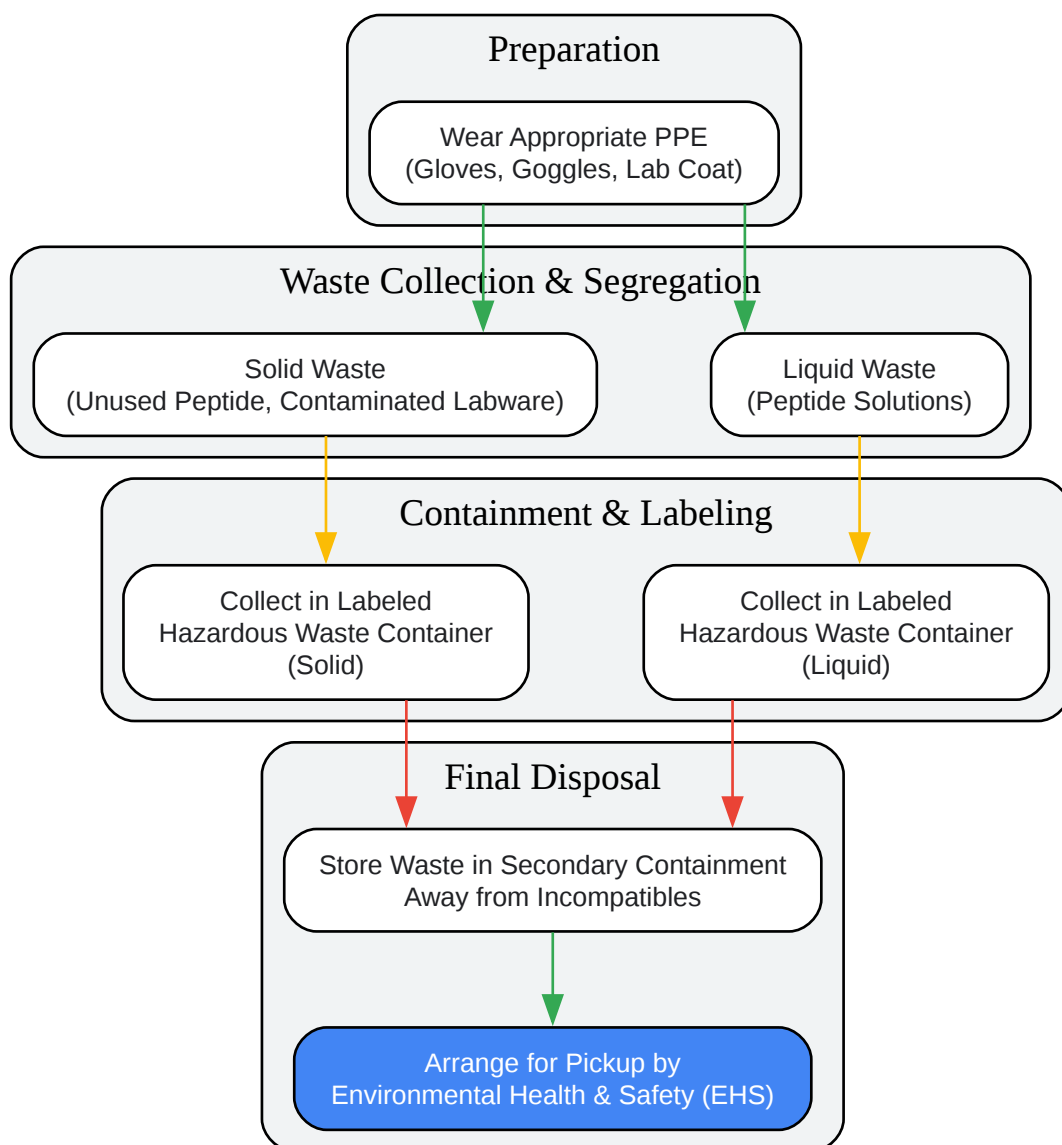 Preparation
Wear Appropriate PPE
(Gloves, Goggles, Lab Coat)
Waste Collection & Segregation
Solid Waste
(Unused Peptide, Contaminated Labware)
Liquid Waste
(Peptide Solutions)
Containment & Labeling
Collect in Labeled
Hazardous Waste Container
(Solid)
Collect in Labeled
Hazardous Waste Container
(Liquid)
Final Disposal
Store Waste in Secondary Containment
Away from Incompatibles
Arrange for Pickup by
Environmental Health & Safety (EHS)